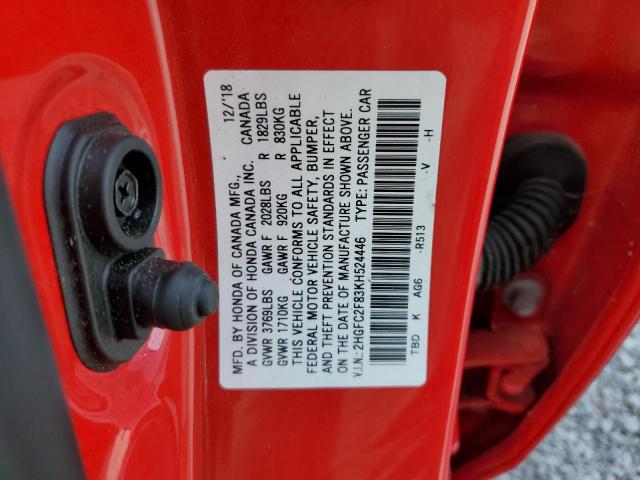 MFD. BY HONDA OF CANADA MFG., 12/'18
A DIVISION OF HONDA CANADA INC. CANADA
GVWR 3769LBS GAWR F 2028LBS R 1829LBS
GVWR 1710KG GAWR F 920KG R 830KG
THIS VEHICLE CONFORMS TO ALL APPLICABLE
FEDERAL MOTOR VEHICLE SAFETY, BUMPER,
AND THEFT PREVENTION STANDARDS IN EFFECT
ON THE DATE OF MANUFACTURE SHOWN ABOVE.
V.I.N.: 2HGFC2F83KH524446 TYPE: PASSENGER CAR
TBD K AG6 -R513 -V -H